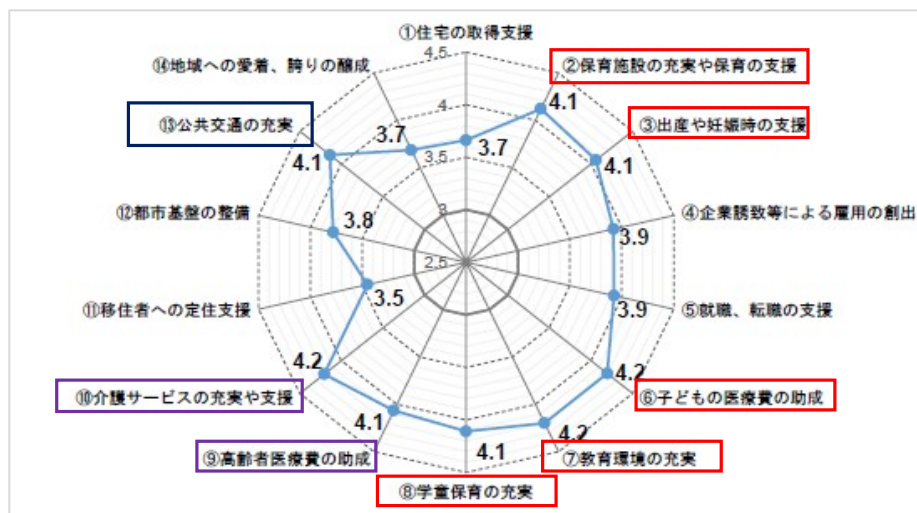 ①住宅の取得支援
4.5
⑭地域への愛着、誇りの醸成
②保育施設の充実や保育の支援
4.1
4
⑬公共交通の充実
③出産や妊娠時の支援
3.7
3.7
4.1
4.1
3.5
⑫都市基盤の整備
3.8
3
④企業誘致等による雇用の創出
3.9
2.5
⑪移住者への定住支援
3.5
3.9
⑤就職、転職の支援
4.2
4.2
⑩介護サービスの充実や支援
⑥子どもの医療費の助成
4.1
4.1
4.2
⑨高齢者医療費の助成
⑦教育環境の充実
⑧学童保育の充実